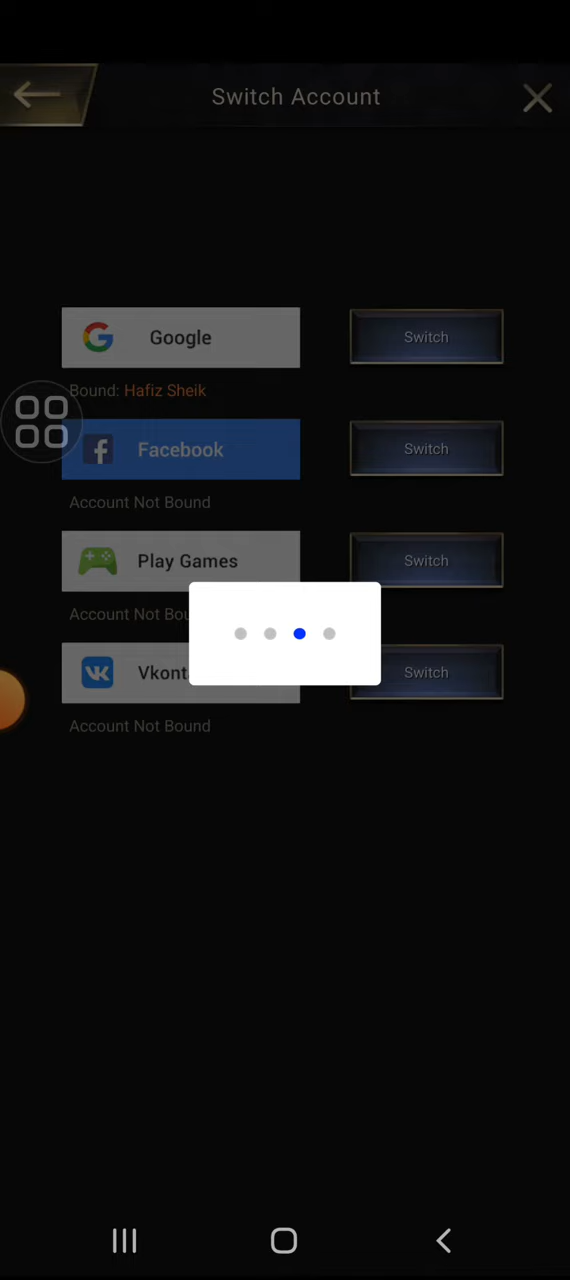 Switch Account
Google
Switch
Bound: Hafiz Sheik
Facebook
Switch
Account Not Bound
Play Games
Switch
Account Not Bou
Vkont
Switch
Account Not Bound